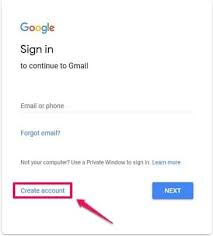 Google
Sign in
to continue to Gmail
Email or phone
Forgot email?
Not your computer? Use a Private Window to sign in. Learn more
Create account
NEXT